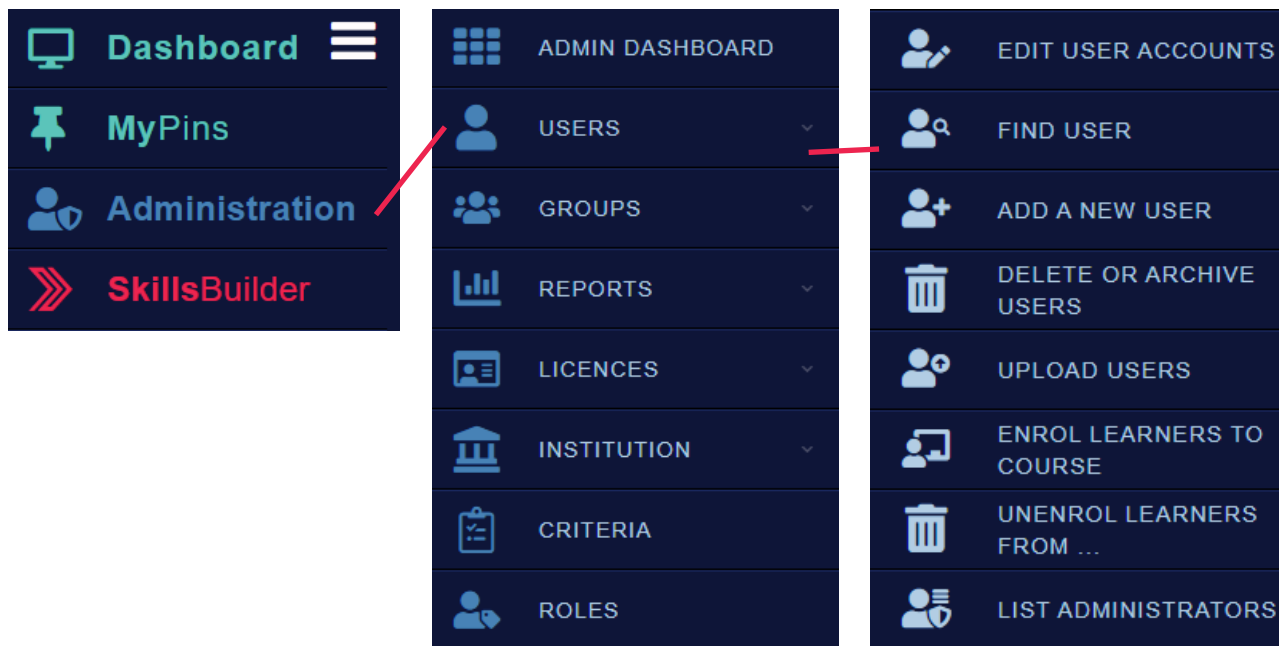 Dashboard
MyPins
Administration
SkillsBuilder
ADMIN DASHBOARD
USERS
GROUPS
REPORTS
LICENCES
INSTITUTION
CRITERIA
ROLES
EDIT USER ACCOUNTS
FIND USER
ADD A NEW USER
DELETE OR ARCHIVE
USERS
UPLOAD USERS
ENROL LEARNERS TO
COURSE
UNENROL LEARNERS
FROM ...
LIST ADMINISTRATORS